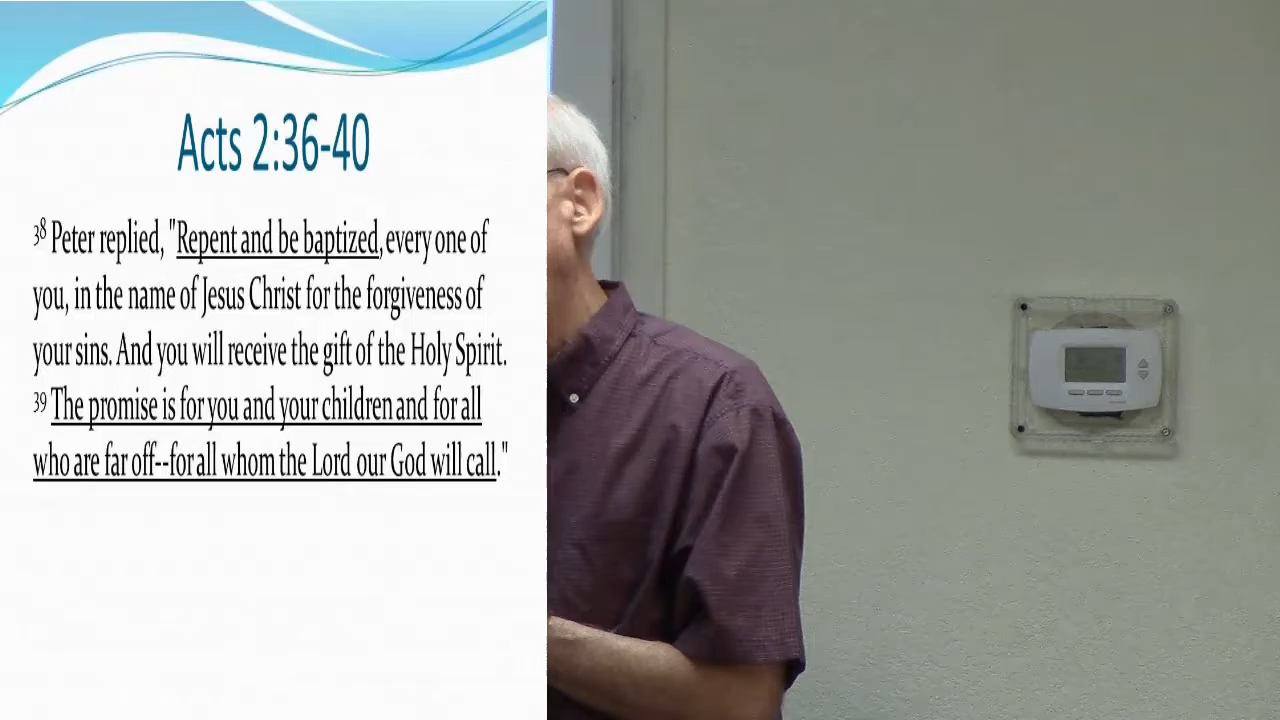 Acts 2:36-40
38 Peter replied, "Repent and be baptized, every one of
you, in the name of Jesus Christ for the forgiveness of
your sins. And you will receive the gift of the Holy Spirit.
39 The promise is for you and your children and for all
who are far off--for all whom the Lord our God will call."